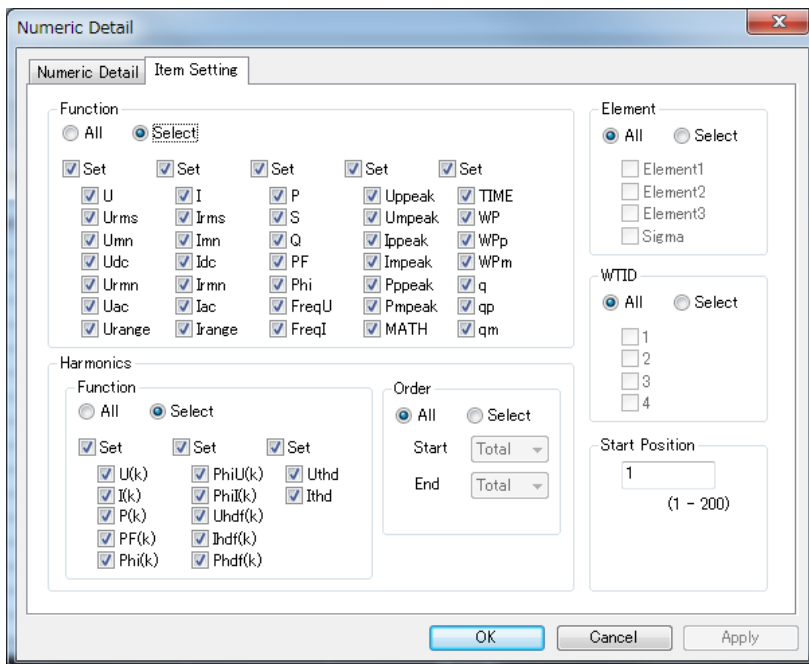 Numeric Detail
Numeric Detail Item Setting
Function
All Select
Set Set Set Set Set
U I P Uppeak TIME
Urms Irms S Umpeak WP
Umn Imn Q Ippeak WPp
Udc Idc PF Impeak WPm
Urmn Irmn Phi Pppeak q
Uac Iac FreqU Pmpeak qp
Urange Irange FreqI MATH qm
Harmonics
Function
All Select
Set Set Set
U(k) PhiU(k) Uthd
I(k) PhiI(k) Ithd
P(k) Uhdf(k)
PF(k) Ihdf(k)
Phi(k) Phdf(k)
Order
All Select
Start Total
End Total
Element
All Select
Element1
Element2
Element3
Sigma
WTID
All Select
1
2
3
4
Start Position
1
(1 - 200)
OK Cancel Apply